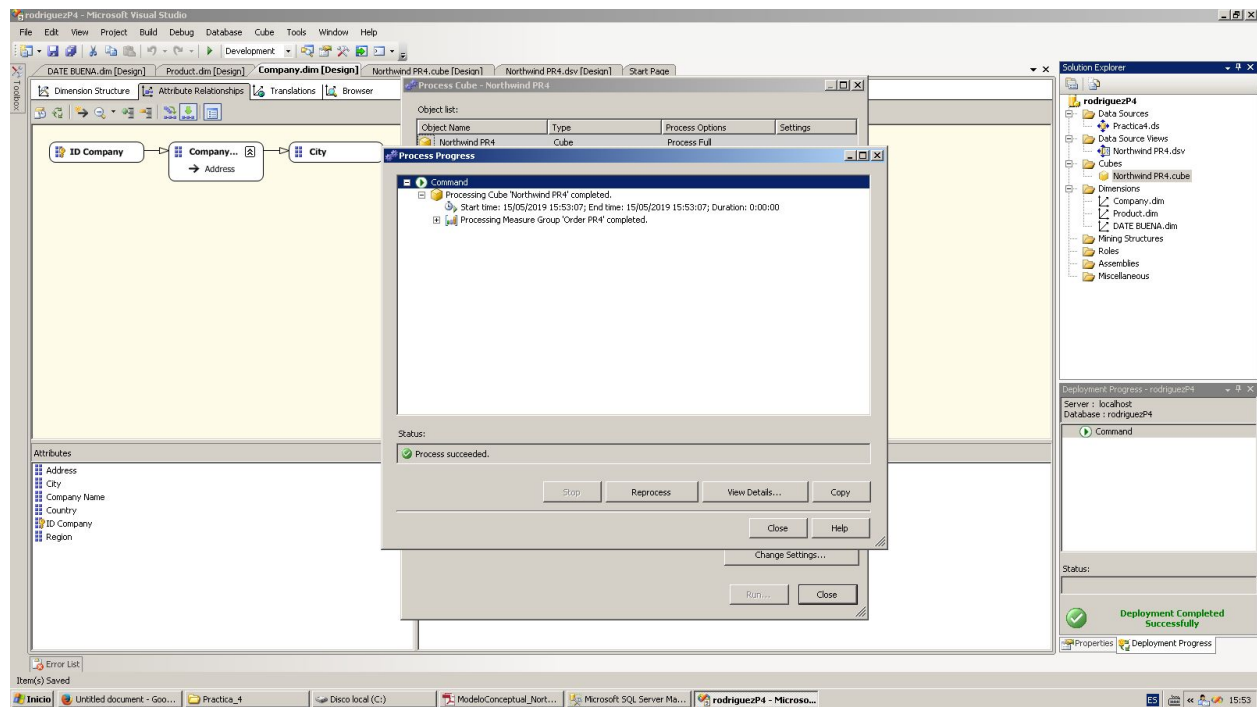 rodriguezP4 - Microsoft Visual Studio
File Edit View Project Build Debug Database Cube Tools Window Help
Development
DATE BUENA.dim [Design] Product.dim [Design] Company.dim [Design] Northwind PR4.cube [Design] Northwind PR4.dsv [Design] Start Page
Toolbox
Dimension Structure Attribute Relationships Translations Browser
ID Company
Company...
Address
City
Attributes
Address
City
Company Name
Country
ID Company
Region
Process Cube - Northwind PR4
Object list:
Object Name Type Process Options Settings
Northwind PR4 Cube Process Full
Process Progress
Command
Processing Cube 'Northwind PR4' completed.
Start time: 15/05/2019 15:53:07; End time: 15/05/2019 15:53:07; Duration: 0:00:00
Processing Measure Group 'Order PR4' completed.
Status:
Process succeeded.
Stop Reprocess View Details... Copy
Close Help
Change Settings...
Run... Close
Solution Explorer
rodriguezP4
Data Sources
Practica4.ds
Data Source Views
Northwind PR4.dsv
Cubes
Northwind PR4.cube
Dimensions
Company.dim
Product.dim
DATE BUENA.dim
Mining Structures
Roles
Assemblies
Miscellaneous
Deployment Progress - rodriguezP4
Server : localhost
Database : rodriguezP4
Command
Status:
Deployment Completed
Successfully
Properties Deployment Progress
Error List
Item(s) Saved
Inicio Untitled document - Goo... Practica_4 Disco local (C:) ModeloConceptual_Nort... Microsoft SQL Server Ma... rodriguezP4 - Microso... ES 15:53